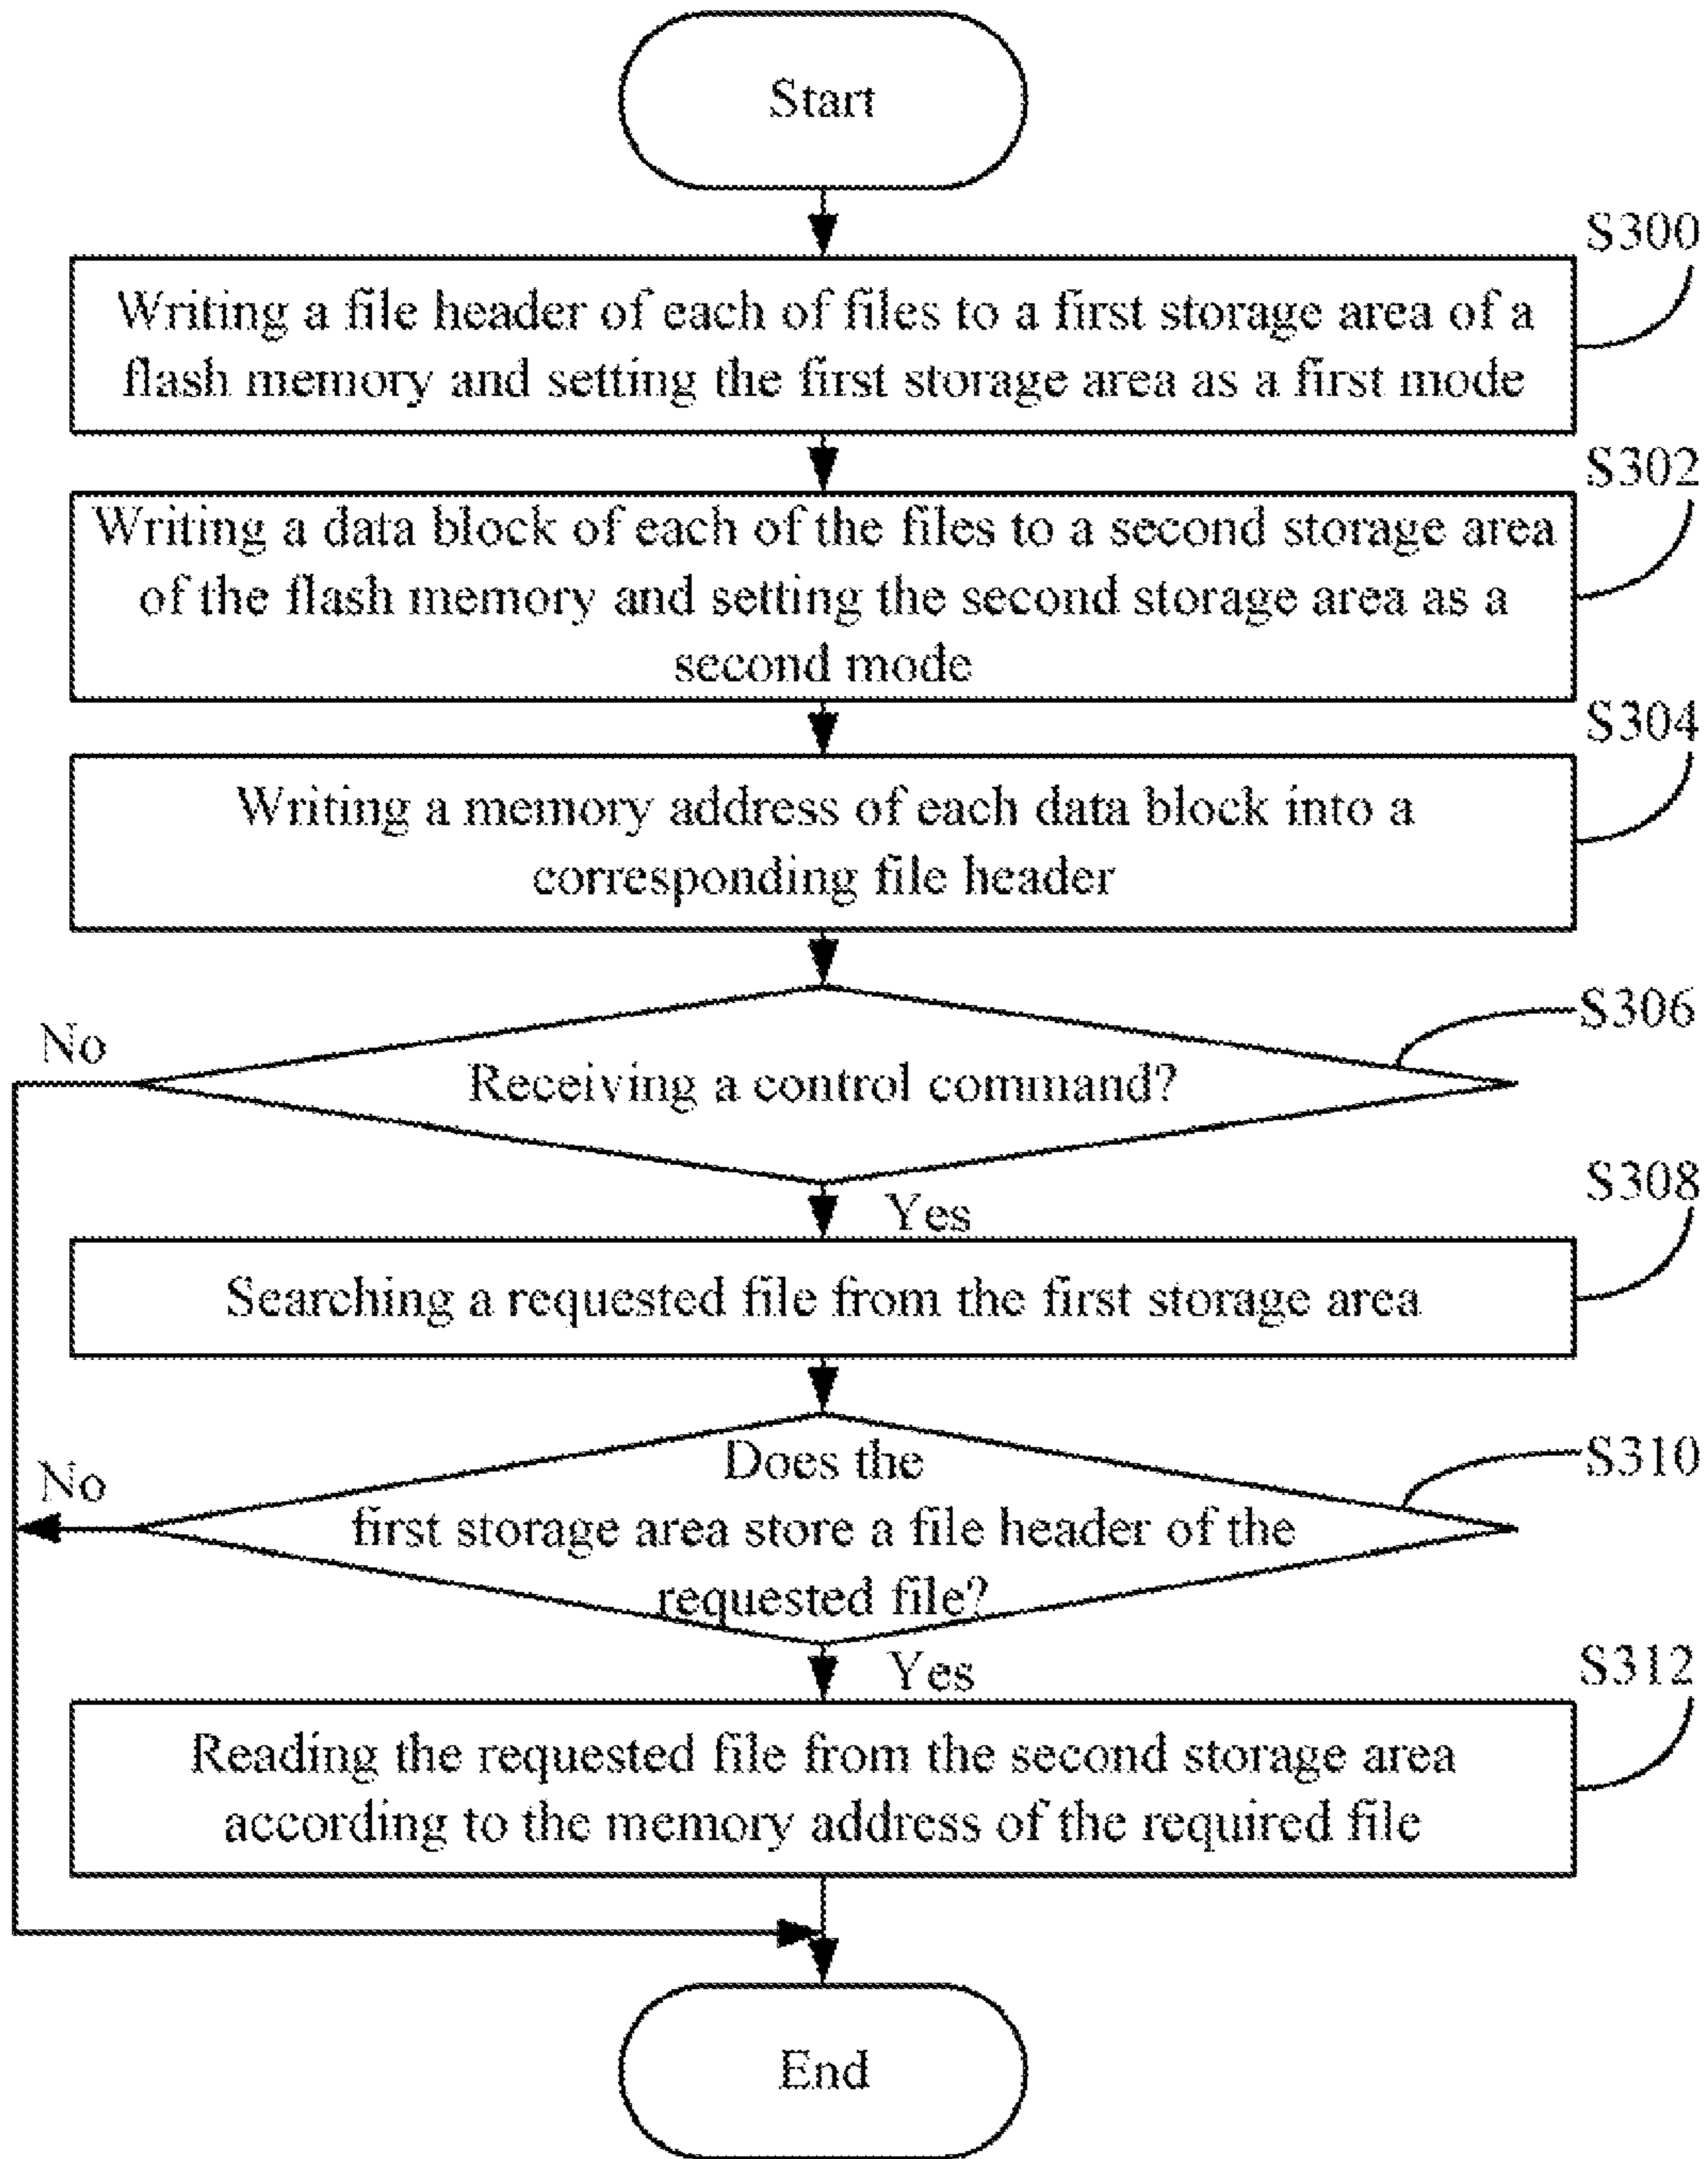 Start
S300
Writing a file header of each of files to a first storage area of a
flash memory and setting the first storage area as a first mode
S302
Writing a data block of each of the files to a second storage area
of the flash memory and setting the second storage area as a
second mode
S304
Writing a memory address of each data block into a
corresponding file header
S306
No
Receiving a control command?
Yes
S308
Searching a requested file from the first storage area
S310
No
Does the
first storage area store a file header of the
requested file?
Yes
S312
Reading the requested file from the second storage area
according to the memory address of the required file
End